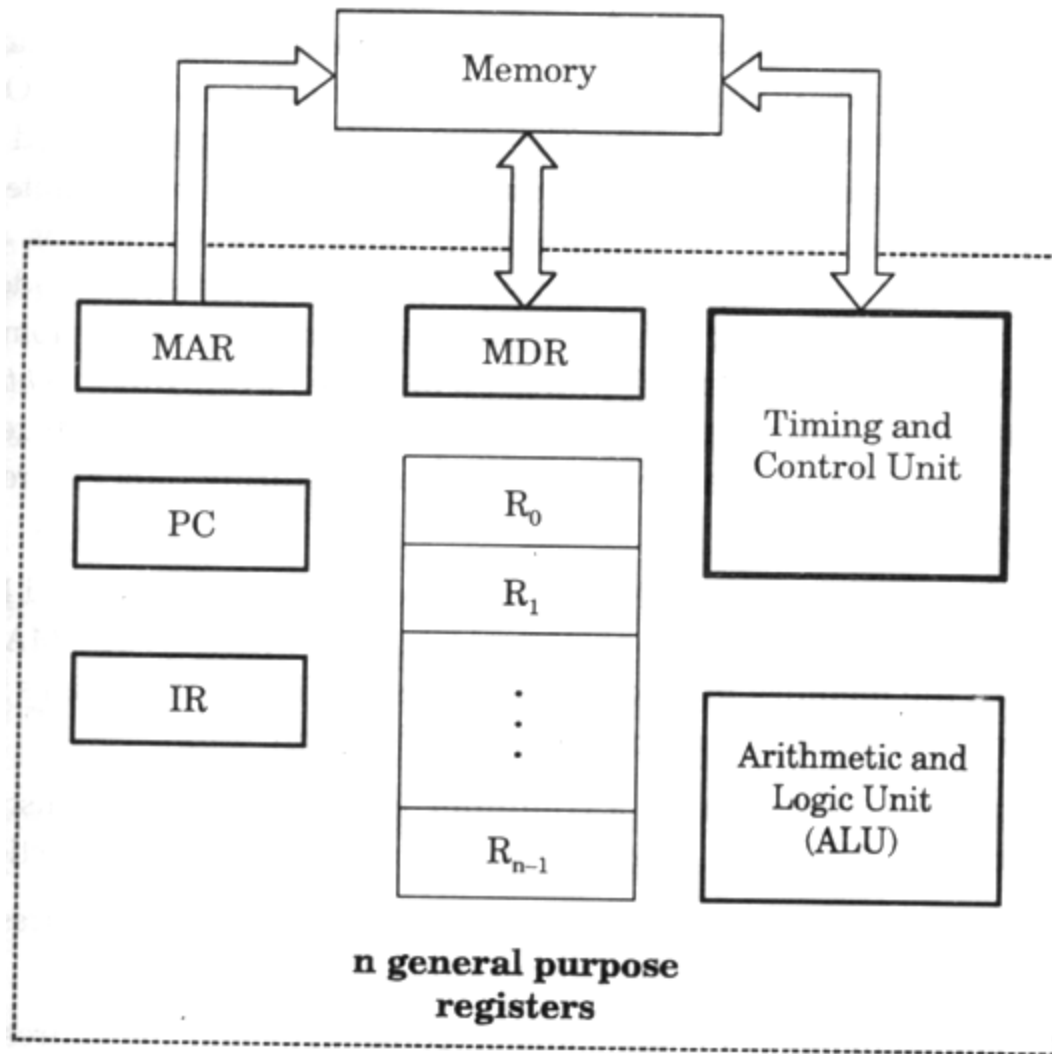 Memory
MAR
MDR
Timing and
Control Unit
PC
R₀
R₁
IR
Arithmetic and
Logic Unit
(ALU)
Rₙ₋₁
n general purpose
registers